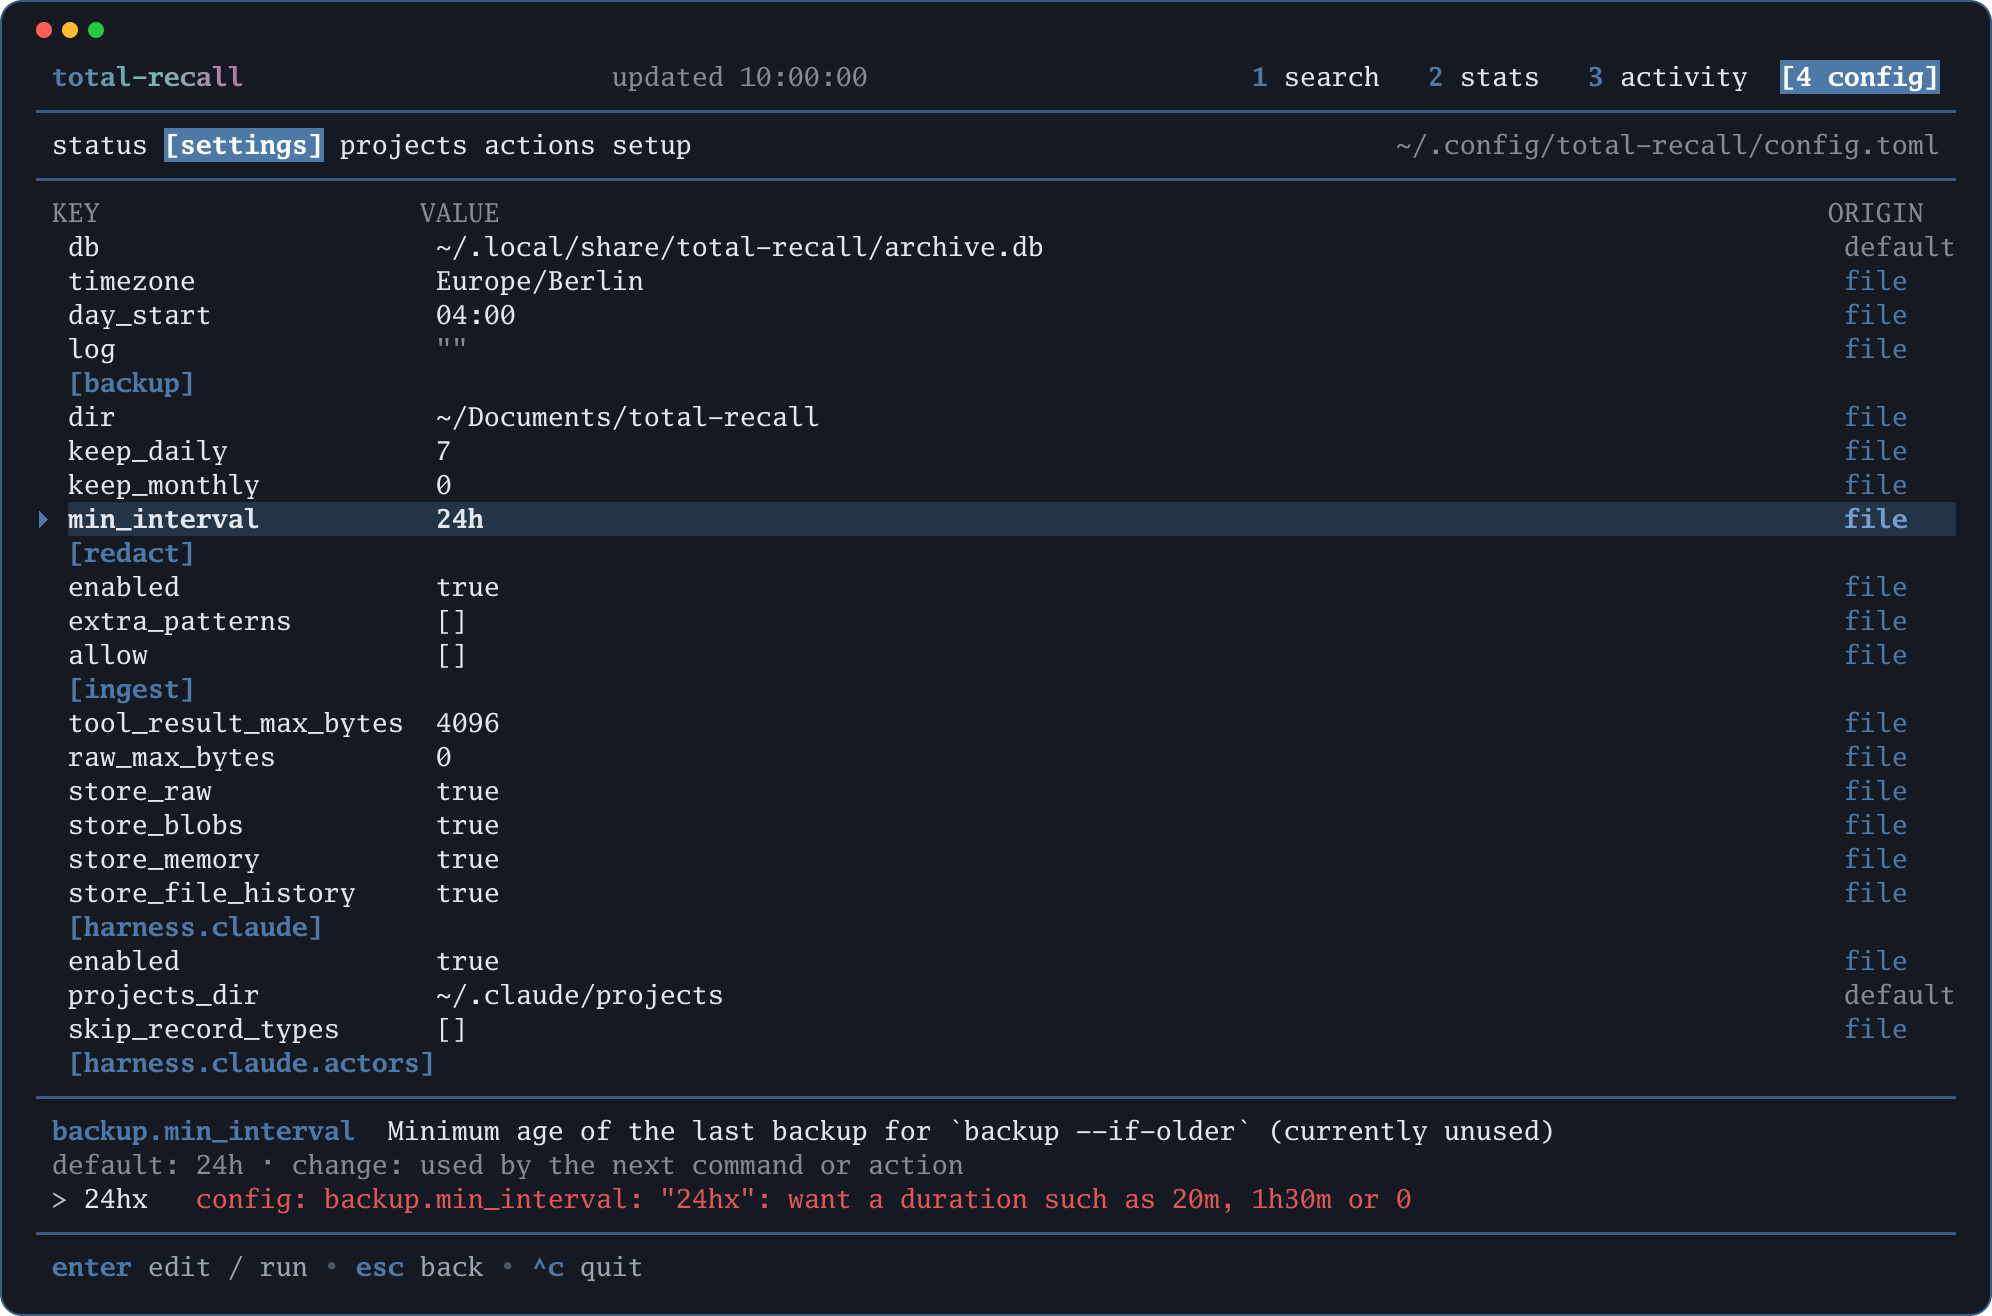 total-recall updated 10:00:00 1 search 2 stats 3 activity [4 config]
status [settings] projects actions setup ~/.config/total-recall/config.toml
KEY VALUE ORIGIN
db ~/.local/share/total-recall/archive.db default
timezone Europe/Berlin file
day_start 04:00 file
log "" file
[backup]
dir ~/Documents/total-recall file
keep_daily 7 file
keep_monthly 0 file
min_interval 24h file
[redact]
enabled true file
extra_patterns [] file
allow [] file
[ingest]
tool_result_max_bytes 4096 file
raw_max_bytes 0 file
store_raw true file
store_blobs true file
store_memory true file
store_file_history true file
[harness.claude]
enabled true file
projects_dir ~/.claude/projects default
skip_record_types [] file
[harness.claude.actors]
backup.min_interval Minimum age of the last backup for `backup --if-older` (currently unused)
default: 24h · change: used by the next command or action
> 24hx config: backup.min_interval: "24hx": want a duration such as 20m, 1h30m or 0
enter edit / run • esc back • ^c quit